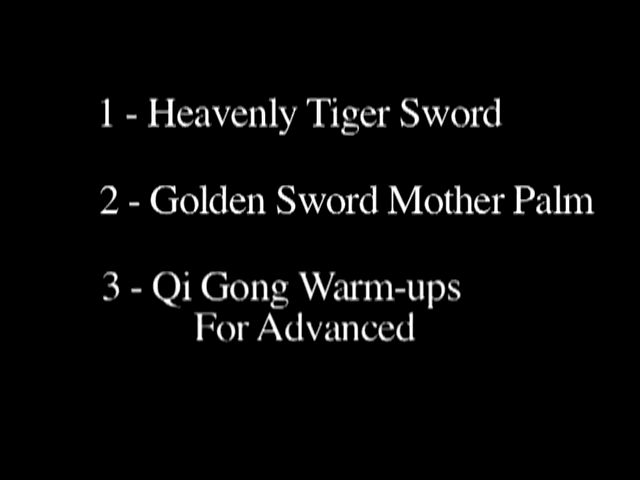 1 - Heavenly Tiger Sword
2 - Golden Sword Mother Palm
3 - Qi Gong Warm-ups
For Advanced